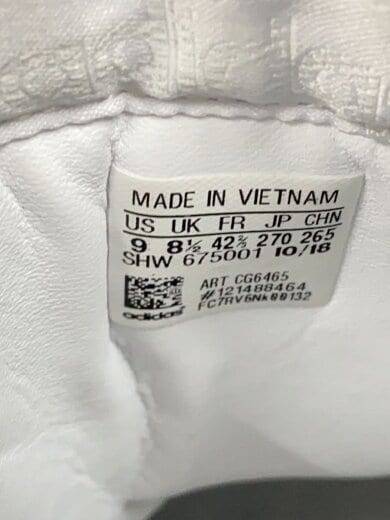 MADE IN VIETNAM
US UK FR JP CHN
9 8½ 42⅔ 270 265
SHW 675001 10/18
ART CG6465
#121488464
FC7RV6NK00132
adidas